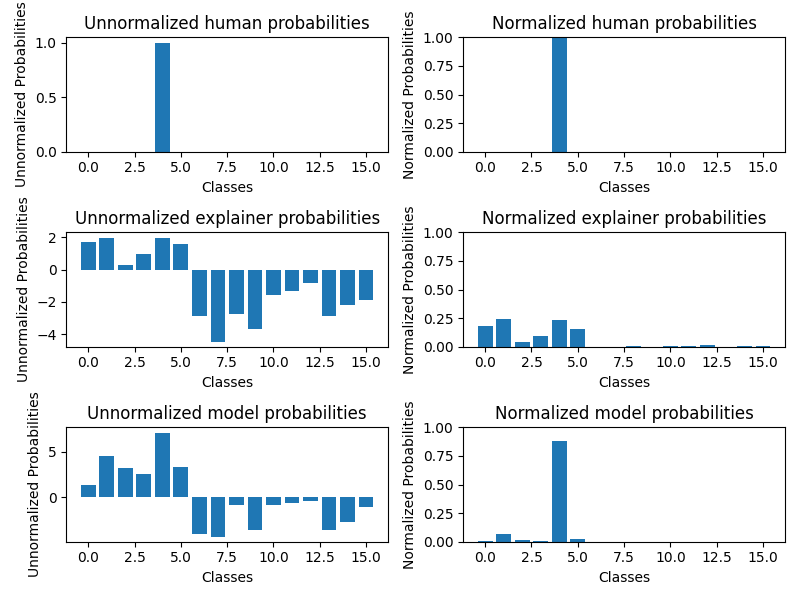 Unnormalized human probabilities
Unnormalized Probabilities
1.0
0.5
0.0
0.0 2.5 5.0 7.5 10.0 12.5 15.0
Classes
Normalized human probabilities
Normalized Probabilities
1.00
0.75
0.50
0.25
0.00
0.0 2.5 5.0 7.5 10.0 12.5 15.0
Classes
Unnormalized explainer probabilities
Unnormalized Probabilities
2
0
−2
−4
0.0 2.5 5.0 7.5 10.0 12.5 15.0
Classes
Normalized explainer probabilities
Normalized Probabilities
1.00
0.75
0.50
0.25
0.00
0.0 2.5 5.0 7.5 10.0 12.5 15.0
Classes
Unnormalized model probabilities
Unnormalized Probabilities
5
0
0.0 2.5 5.0 7.5 10.0 12.5 15.0
Classes
Normalized model probabilities
Normalized Probabilities
1.00
0.75
0.50
0.25
0.00
0.0 2.5 5.0 7.5 10.0 12.5 15.0
Classes